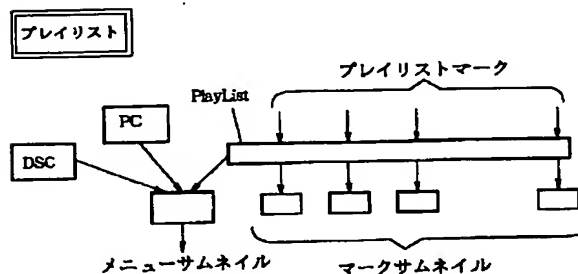 プレイリスト
プレイリストマーク
PlayList
PC
DSC
メニューサムネイル
マークサムネイル